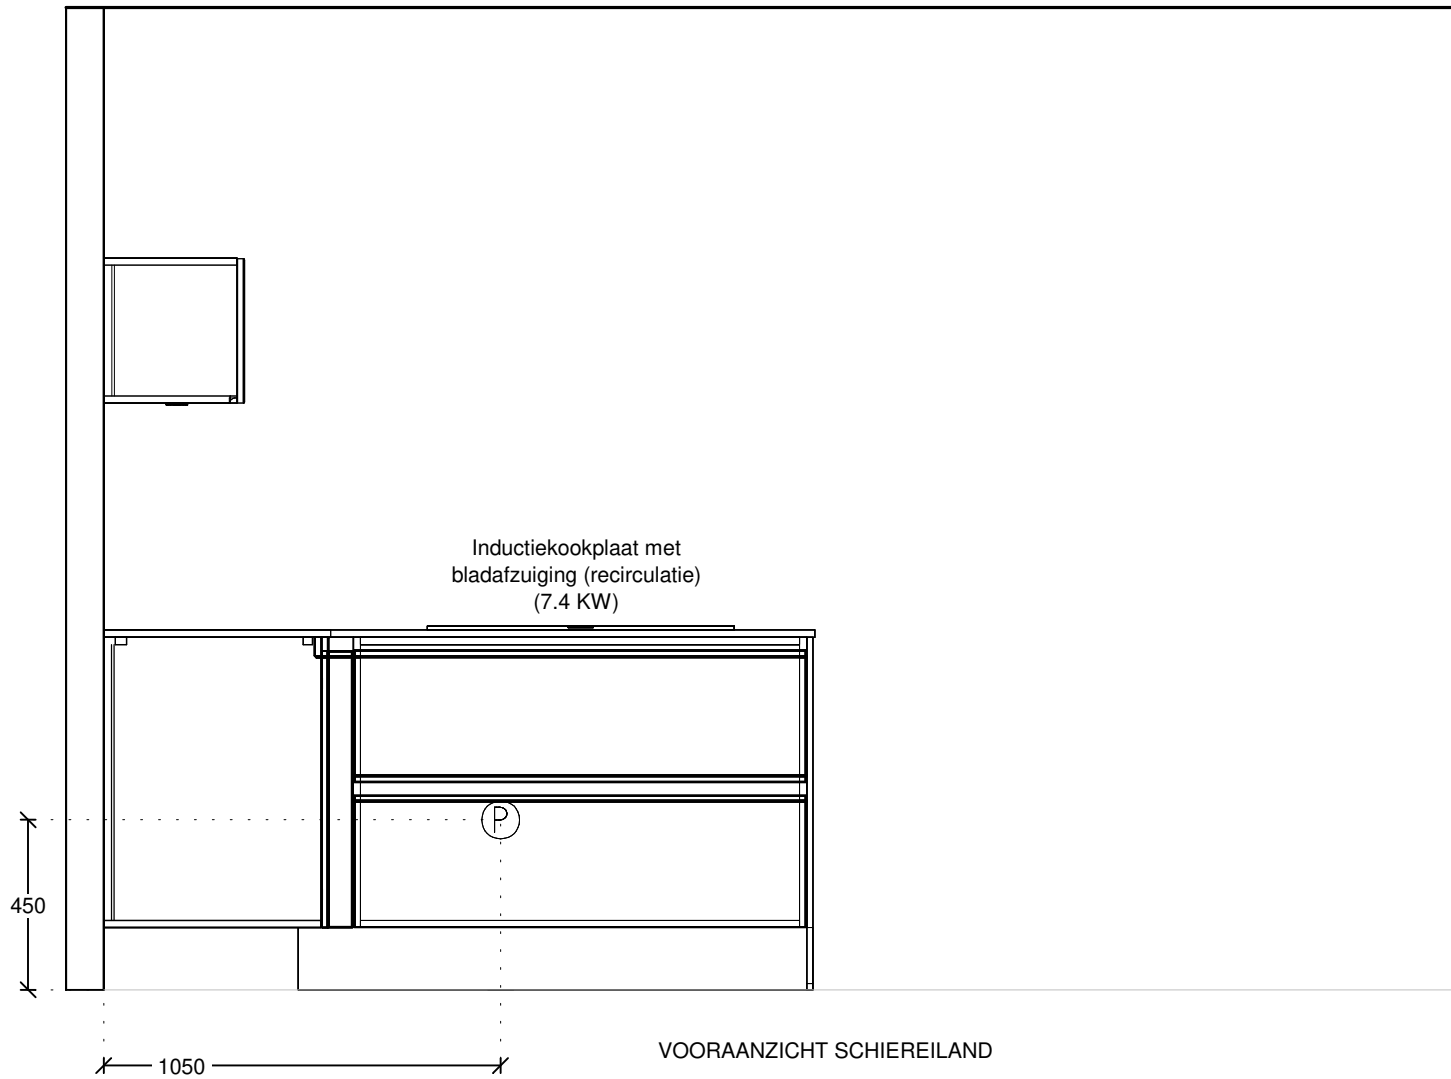 Inductiekookplaat met
bladafzuiging (recirculatie)
(7.4 KW)
P
450
1050
VOORAANZICHT SCHIEREILAND